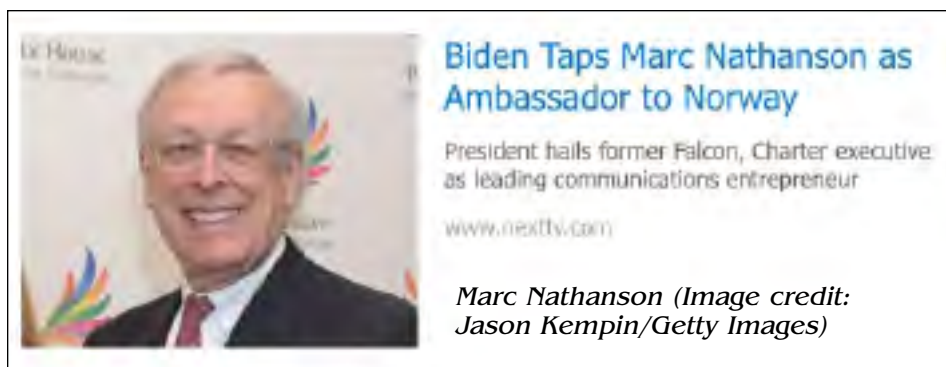 House
Biden Taps Marc Nathanson as
Ambassador to Norway
President hails former Falcon, Charter executive
as leading communications entrepreneur
www.nexttv.com
Marc Nathanson (Image credit:
Jason Kempin/Getty Images)